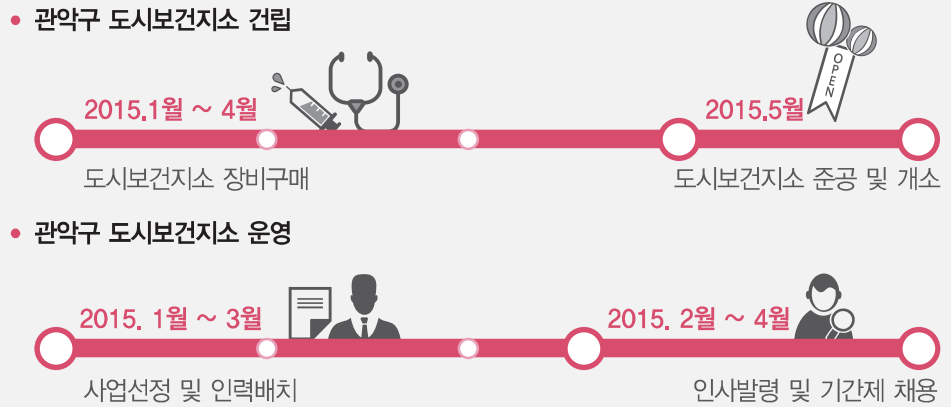 • 관악구 도시보건지소 건립
OPEN
2015.1월 ~ 4월
2015.5월
도시보건지소 장비구매
도시보건지소 준공 및 개소
• 관악구 도시보건지소 운영
2015. 1월 ~ 3월
2015. 2월 ~ 4월
사업선정 및 인력배치
인사발령 및 기간제 채용